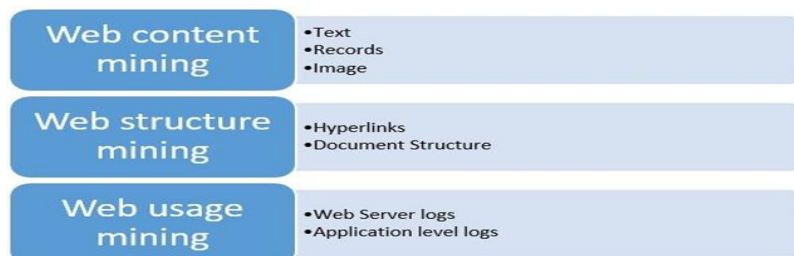 Web content
mining
•Text
•Records
•Image
Web structure
mining
•Hyperlinks
•Document Structure
Web usage
mining
•Web Server logs
•Application level logs